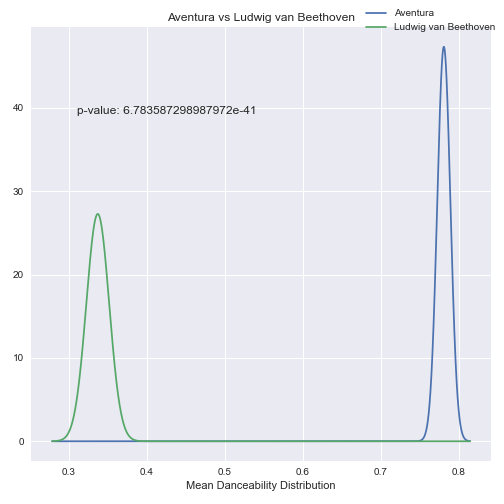 Aventura vs Ludwig van Beethoven
Aventura
Ludwig van Beethoven
p-value: 6.783587298987972e-41
40
30
20
10
0
0.3 0.4 0.5 0.6 0.7 0.8
Mean Danceability Distribution